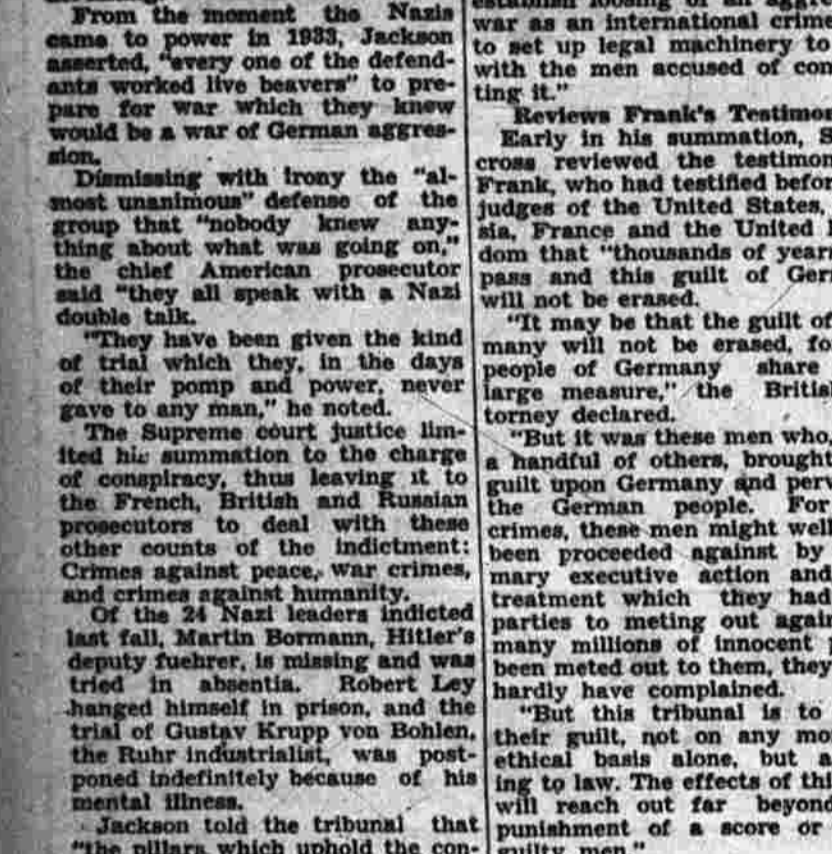 From the moment the Nazis
came to power in 1933, Jackson
asserted, "every one of the defend-
ants worked live beavers" to pre-
pare for war which they knew
would be a war of German aggres-
sion.
Dismissing with irony the "al-
most unanimous" defense of the
group that "nobody knew any-
thing about what was going on,"
the chief American prosecutor
said "they all speak with a Nazi
double talk.
"They have been given the kind
of trial which they, in the days
of their pomp and power, never
gave to any man," he noted.
The Supreme court justice lim-
ited his summation to the charge
of conspiracy, thus leaving it to
the French, British and Russian
prosecutors to deal with these
other counts of the indictment:
Crimes against peace, war crimes,
and crimes against humanity.
Of the 24 Nazi leaders indicted
last fall, Martin Bormann, Hitler's
deputy fuehrer, is missing and was
tried in absentia. Robert Ley
hanged himself in prison, and the
trial of Gustav Krupp von Bohlen,
the Ruhr industrialist, was post-
poned indefinitely because of his
mental illness.
Jackson told the tribunal that
"the pillars which uphold the con-
war as an international crime
to set up legal machinery to
with the men accused of com
ting it."
Reviews Frank's Testimon
Early in his summation, S
cross reviewed the testimon
Frank, who had testified befor
judges of the United States,
sia, France and the United
dom that "thousands of year
pass and this guilt of Ger
will not be erased.
"It may be that the guilt of
many will not be erased, fo
people of Germany share
large measure," the Britis
torney declared.
"But it was these men who,
a handful of others, brought
guilt upon Germany and perv
the German people. For
crimes, these men might well
been proceeded against by
mary executive action and
treatment which they had
parties to meting out again
many millions of innocent
been meted out to them, they
hardly have complained.
"But this tribunal is to
their guilt, not on any mo
ethical basis alone, but a
ing to law. The effects of thi
will reach out far beyond
punishment of a score or
guilty men."